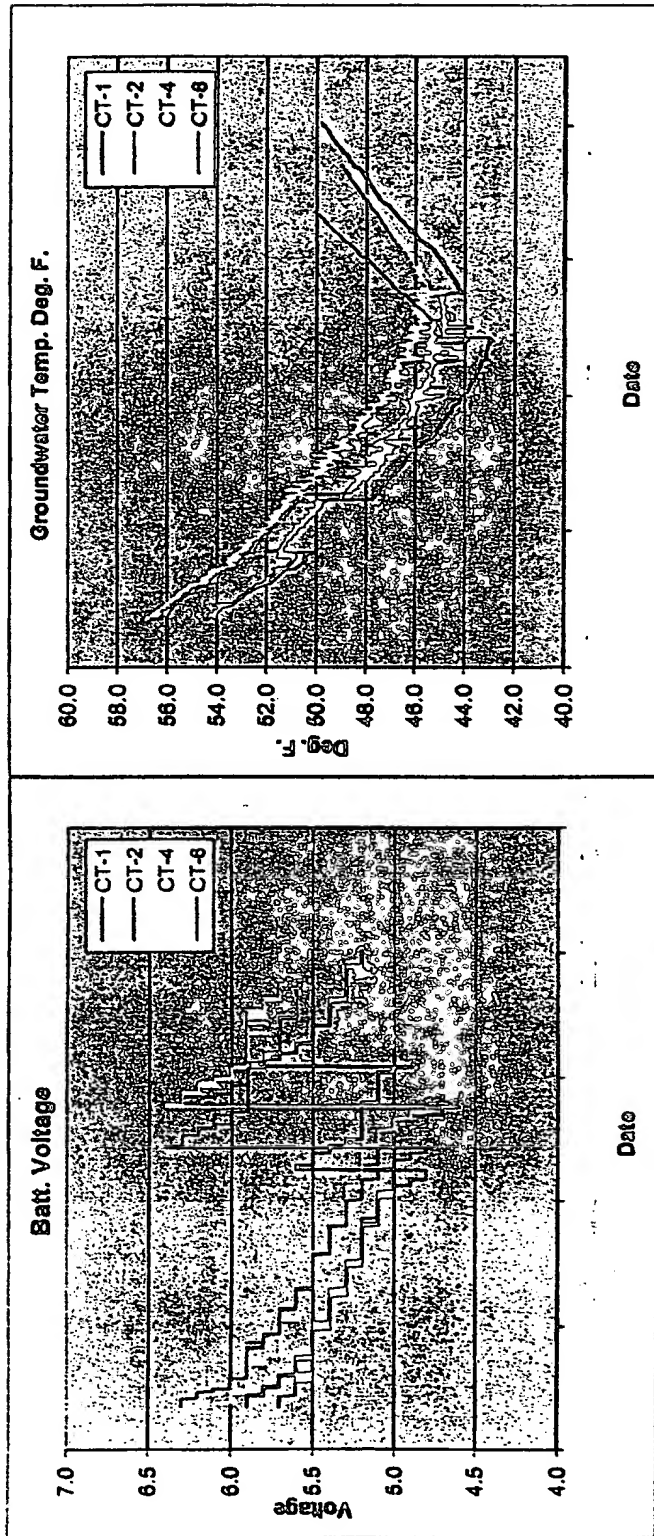 Batt. Voltage
7.0
6.5
6.0
5.5
5.0
4.5
4.0
Voltage
CT-1
CT-2
CT-4
CT-8
Date
Groundwater Temp. Deg. F.
60.0
58.0
56.0
54.0
52.0
50.0
48.0
46.0
44.0
42.0
40.0
Deg. F.
CT-1
CT-2
CT-4
CT-8
Date